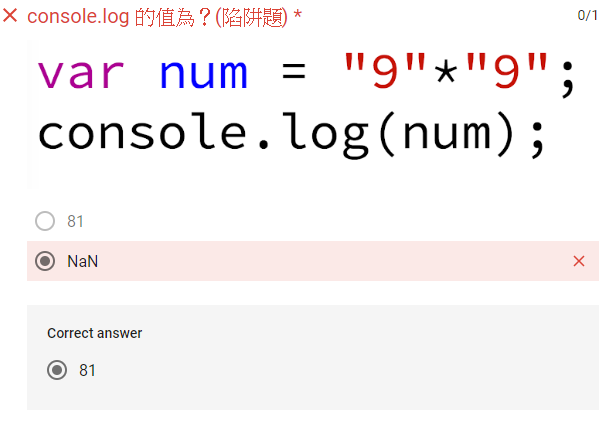 console.log 的值為？(陷阱題) *
0/1
var num = "9"*"9";
console.log(num);
81
NaN
Correct answer
81